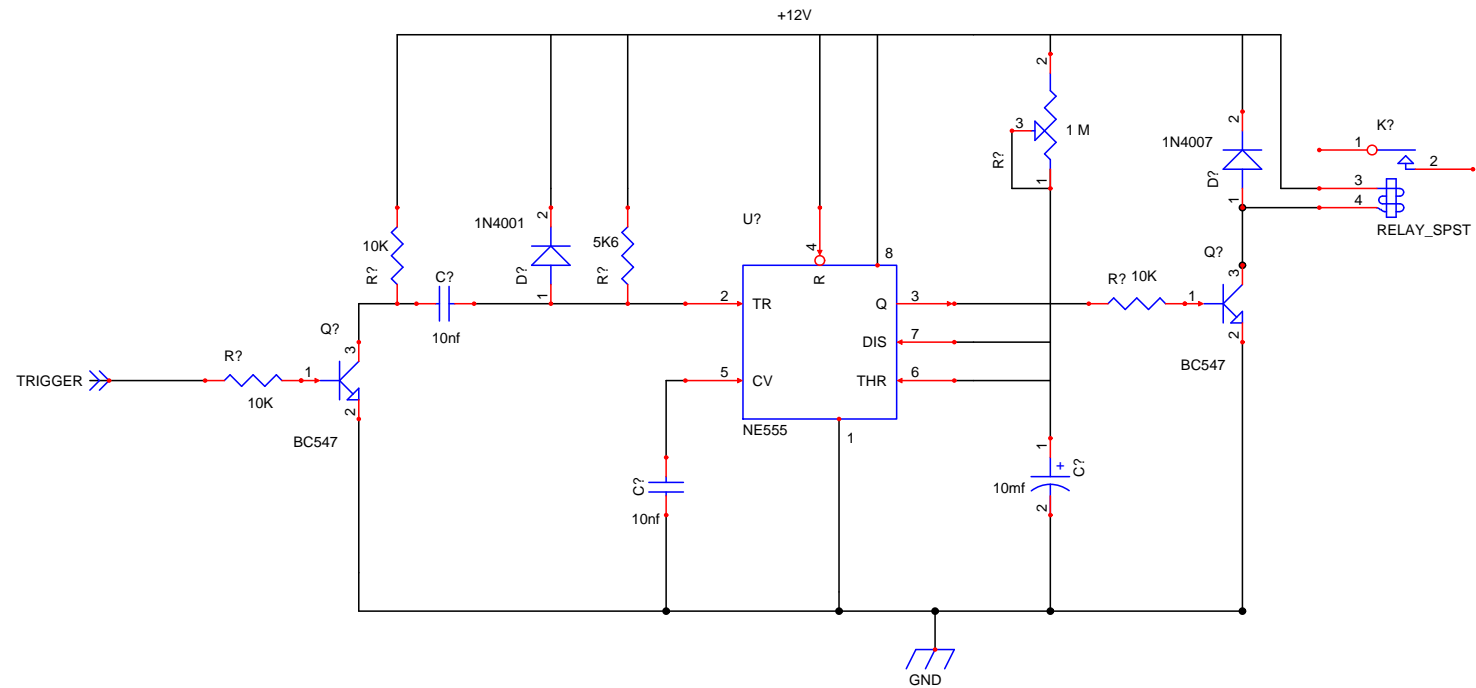 +12V
K?
1
2
3
4
RELAY_SPST
1N4007
2
D?
1
2
3
1 M
R?
1
U?
4
R
8
1N4001
2
D?
1
5K6
R?
10K
R?
C?
10nf
2
TR
Q
3
DIS
7
5
CV
THR
6
NE555
1
R?
10K
1
Q?
3
2
BC547
Q?
3
R?
1
TRIGGER
10K
2
BC547
C?
10nf
1
+
C?
10mf
2
GND